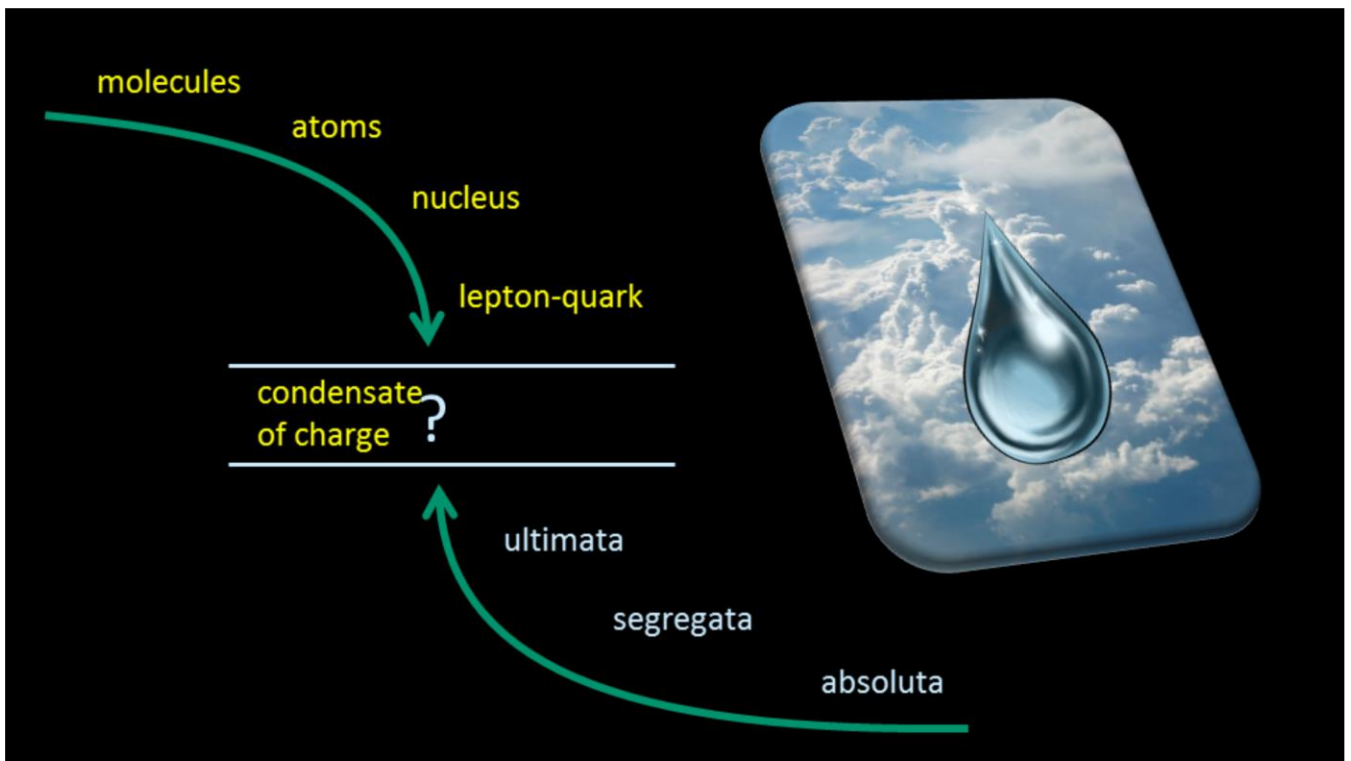 molecules
atoms
nucleus
lepton-quark
condensate
of charge ?
ultimata
segregata
absoluta